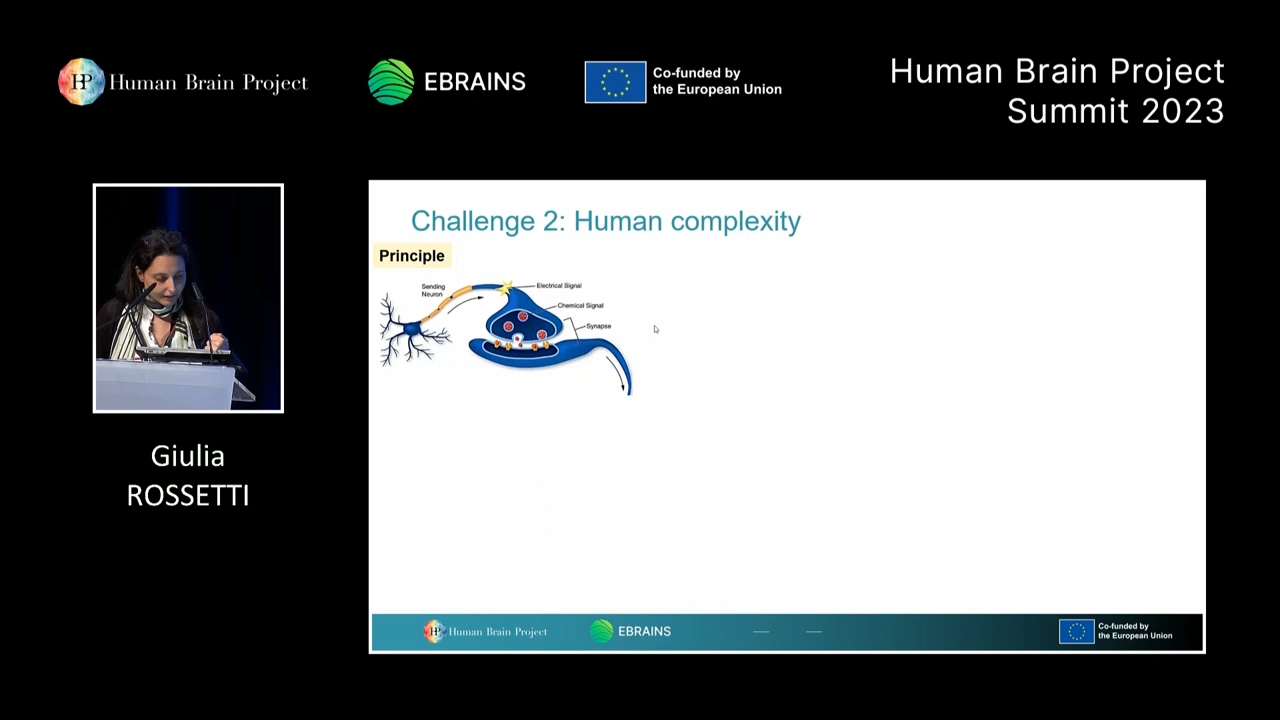 HP Human Brain Project
EBRAINS
Co-funded by
the European Union
Human Brain Project
Summit 2023
Giulia
ROSSETTI
Challenge 2: Human complexity
Principle
Sending
Neuron
Electrical Signal
Chemical Signal
Synapse
HP Human Brain Project
EBRAINS
Co-funded by
the European Union